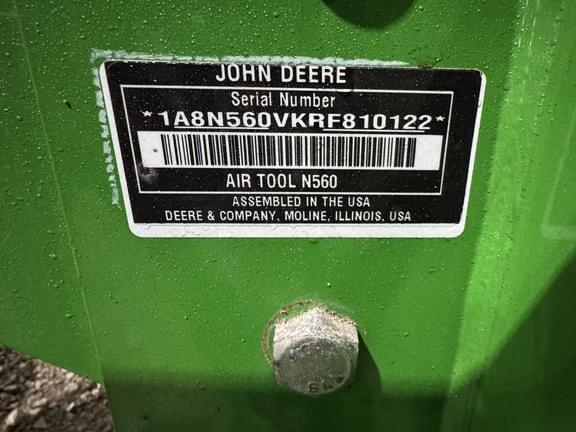 JOHN DEERE
Serial Number
*1A8N560VKRF810122*
AIR TOOL N560
ASSEMBLED IN THE USA
DEERE & COMPANY, MOLINE, ILLINOIS, USA